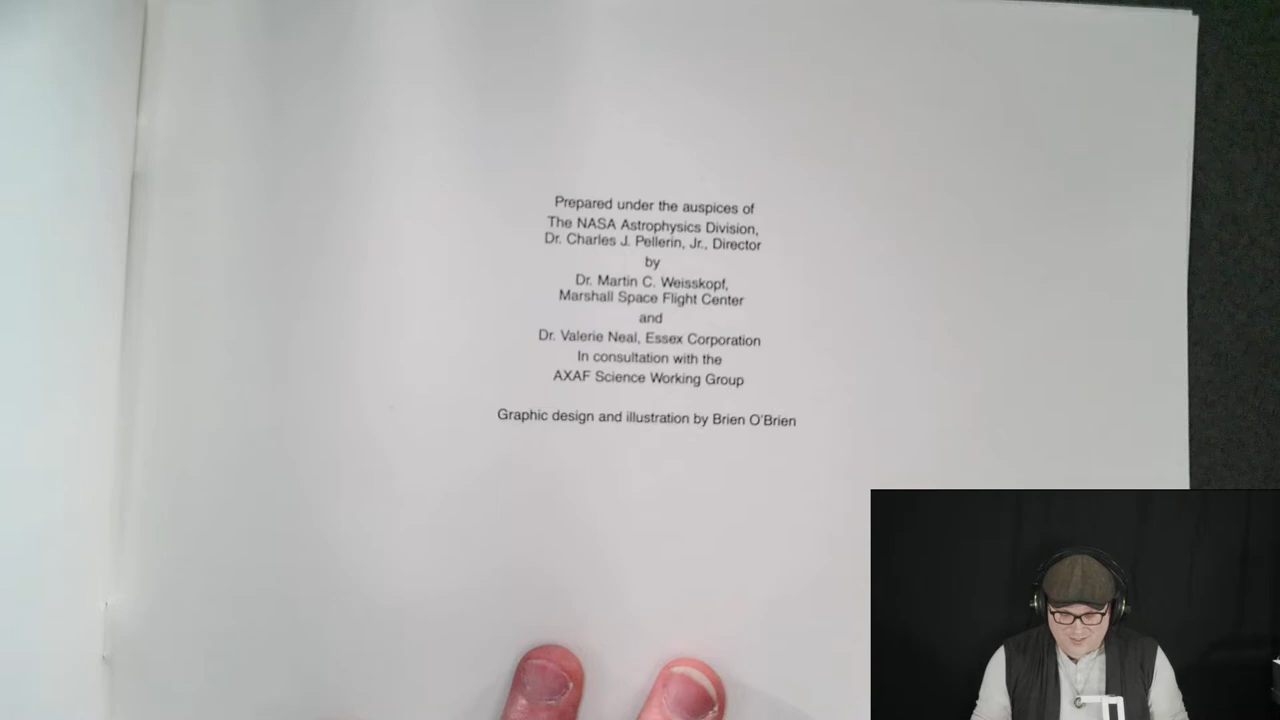 Prepared under the auspices of
The NASA Astrophysics Division,
Dr. Charles J. Pellerin, Jr., Director
by
Dr. Martin C. Weisskopf,
Marshall Space Flight Center
and
Dr. Valerie Neal, Essex Corporation
In consultation with the
AXAF Science Working Group
Graphic design and illustration by Brien O'Brien